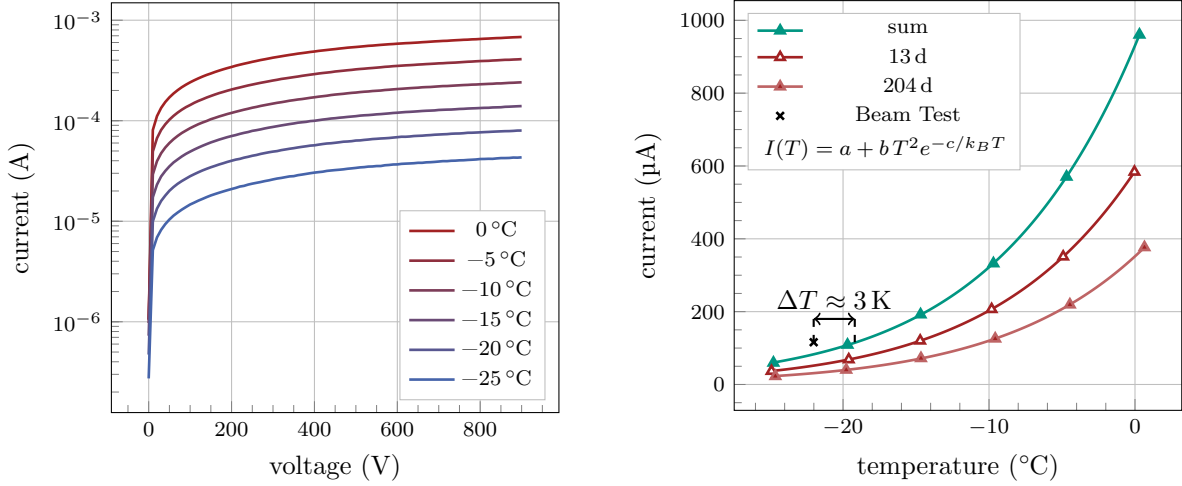 10⁻³
10⁻⁴
10⁻⁵
10⁻⁶
current (A)
0 °C
−5 °C
−10 °C
−15 °C
−20 °C
−25 °C
0 200 400 600 800
voltage (V)
1000
800
600
400
200
0
current (µA)
sum
13 d
204 d
Beam Test
I(T) = a + b T² e^{−c/k_B T}
ΔT ≈ 3 K
−20 −10 0
temperature (°C)